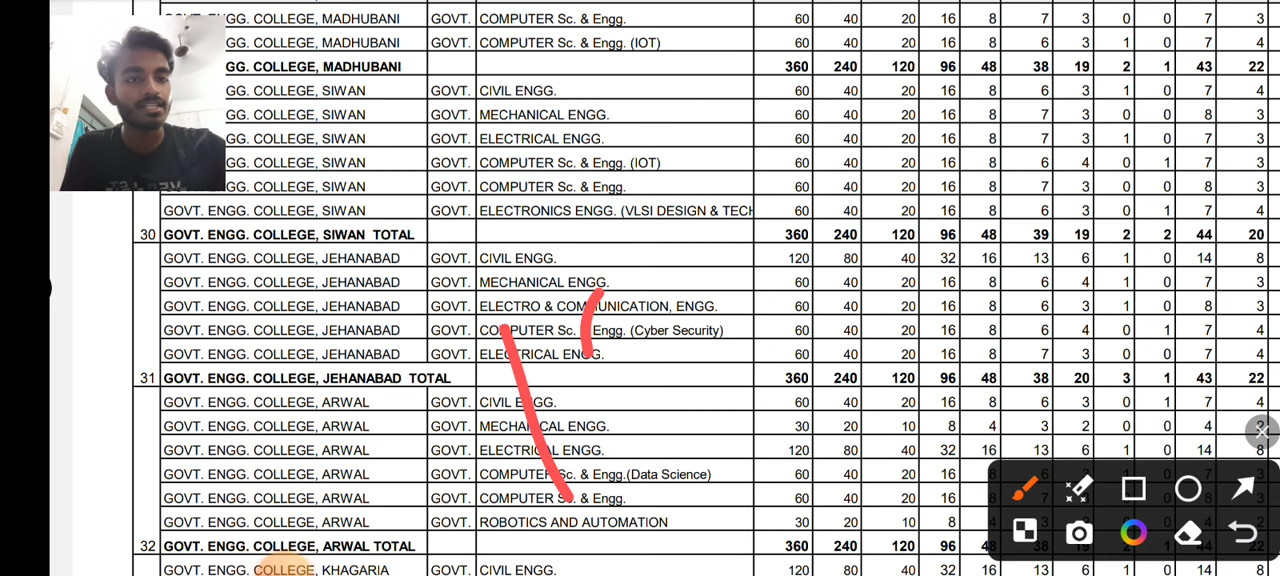 GOVT. ENGG. COLLEGE, MADHUBANI GOVT. COMPUTER Sc. & Engg. 60 40 20 16 8 7 3 0 0 7 3
GG. COLLEGE, MADHUBANI GOVT. COMPUTER Sc. & Engg. (IOT) 60 40 20 16 8 6 3 1 0 7 4
GG. COLLEGE, MADHUBANI 360 240 120 96 48 38 19 2 1 43 22
GG. COLLEGE, SIWAN GOVT. CIVIL ENGG. 60 40 20 16 8 6 3 1 0 7 4
GG. COLLEGE, SIWAN GOVT. MECHANICAL ENGG. 60 40 20 16 8 7 3 0 0 8 3
GG. COLLEGE, SIWAN GOVT. ELECTRICAL ENGG. 60 40 20 16 8 7 3 1 0 7 3
GG. COLLEGE, SIWAN GOVT. COMPUTER Sc. & Engg. (IOT) 60 40 20 16 8 6 4 0 1 7 3
GG. COLLEGE, SIWAN GOVT. COMPUTER Sc. & Engg. 60 40 20 16 8 7 3 0 0 8 3
GOVT. ENGG. COLLEGE, SIWAN GOVT. ELECTRONICS ENGG. (VLSI DESIGN & TECH 60 40 20 16 8 6 3 0 1 7 4
30 GOVT. ENGG. COLLEGE, SIWAN TOTAL 360 240 120 96 48 39 19 2 2 44 20
GOVT. ENGG. COLLEGE, JEHANABAD GOVT. CIVIL ENGG. 120 80 40 32 16 13 6 1 0 14 8
GOVT. ENGG. COLLEGE, JEHANABAD GOVT. MECHANICAL ENGG. 60 40 20 16 8 6 4 1 0 7 3
GOVT. ENGG. COLLEGE, JEHANABAD GOVT. ELECTRO & COMMUNICATION, ENGG. 60 40 20 16 8 6 3 1 0 8 3
GOVT. ENGG. COLLEGE, JEHANABAD GOVT. COMPUTER Sc. Engg. (Cyber Security) 60 40 20 16 8 6 4 0 1 7 4
GOVT. ENGG. COLLEGE, JEHANABAD GOVT. ELECTRICAL ENGG. 60 40 20 16 8 7 3 0 0 7 4
31 GOVT. ENGG. COLLEGE, JEHANABAD TOTAL 360 240 120 96 48 38 20 3 1 43 22
GOVT. ENGG. COLLEGE, ARWAL GOVT. CIVIL ENGG. 60 40 20 16 8 6 3 0 1 7 4
GOVT. ENGG. COLLEGE, ARWAL GOVT. MECHANICAL ENGG. 30 20 10 8 4 3 2 0 0 4
GOVT. ENGG. COLLEGE, ARWAL GOVT. ELECTRICAL ENGG. 120 80 40 32 16 13 6 1 0 14 8
GOVT. ENGG. COLLEGE, ARWAL GOVT. COMPUTER Sc. & Engg.(Data Science) 60 40 20 16
GOVT. ENGG. COLLEGE, ARWAL GOVT. COMPUTER Sc. & Engg. 60 40 20 16
GOVT. ENGG. COLLEGE, ARWAL GOVT. ROBOTICS AND AUTOMATION 30 20 10 8
32 GOVT. ENGG. COLLEGE, ARWAL TOTAL 360 240 120 96 48 38 19 2 1 44 22
GOVT. ENGG. COLLEGE, KHAGARIA GOVT. CIVIL ENGG. 120 80 40 32 16 13 6 1 0 14 8